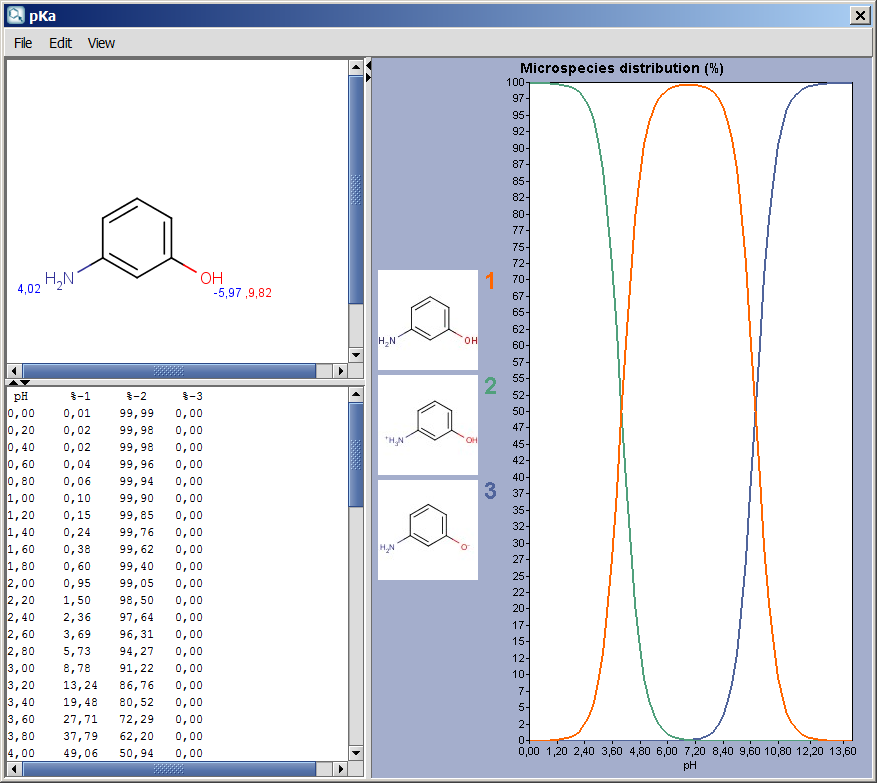 pKa
File Edit View
H2N
OH
4,02
-5,97 ,9,82
pH %-1 %-2 %-3
0,00 0,01 99,99 0,00
0,20 0,02 99,98 0,00
0,40 0,02 99,98 0,00
0,60 0,04 99,96 0,00
0,80 0,06 99,94 0,00
1,00 0,10 99,90 0,00
1,20 0,15 99,85 0,00
1,40 0,24 99,76 0,00
1,60 0,38 99,62 0,00
1,80 0,60 99,40 0,00
2,00 0,95 99,05 0,00
2,20 1,50 98,50 0,00
2,40 2,36 97,64 0,00
2,60 3,69 96,31 0,00
2,80 5,73 94,27 0,00
3,00 8,78 91,22 0,00
3,20 13,24 86,76 0,00
3,40 19,48 80,52 0,00
3,60 27,71 72,29 0,00
3,80 37,79 62,20 0,00
4,00 49,06 50,94 0,00
1
H2N OH
2
+H3N OH
3
H2N O-
Microspecies distribution (%)
100
97
95
92
90
87
85
82
80
77
75
72
70
67
65
62
60
57
55
52
50
47
45
42
40
37
35
32
30
27
25
22
20
17
15
12
10
7
5
2
0
0,00 1,20 2,40 3,60 4,80 6,00 7,20 8,40 9,60 10,80 12,20 13,60
pH